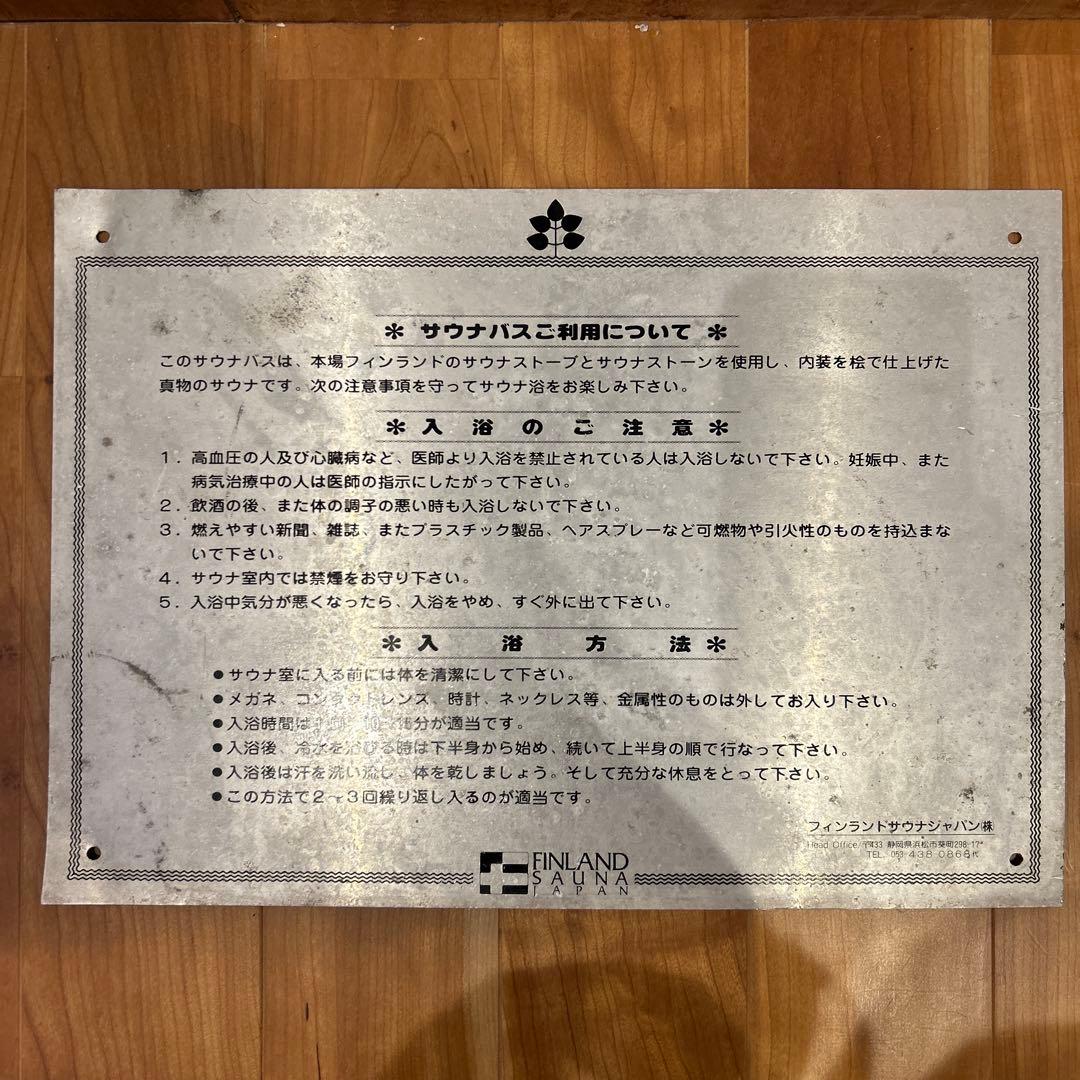 ＊ サウナバスご利用について ＊
このサウナバスは、本場フィンランドのサウナストーブとサウナストーンを使用し、内装を桧で仕上げた
真物のサウナです。次の注意事項を守ってサウナ浴をお楽しみ下さい。
＊ 入浴のご注意 ＊
1．高血圧の人及び心臓病など、医師より入浴を禁止されている人は入浴しないで下さい。妊娠中、また
病気治療中の人は医師の指示にしたがって下さい。
2．飲酒の後、また体の調子の悪い時も入浴しないで下さい。
3．燃えやすい新聞、雑誌、またプラスチック製品、ヘアスプレーなど可燃物や引火性のものを持込まな
いで下さい。
4．サウナ室内では禁煙をお守り下さい。
5．入浴中気分が悪くなったら、入浴をやめ、すぐ外に出て下さい。
＊ 入浴方法 ＊
●サウナ室に入る前には体を清潔にして下さい。
●メガネ、コンタクトレンズ、時計、ネックレス等、金属性のものは外してお入り下さい。
●入浴時間は 分が適当です。
●入浴後、冷水を浴びる時は下半身から始め、続いて上半身の順で行なって下さい。
●入浴後は汗を洗い流し、体を乾しましょう。そして充分な休息をとって下さい。
●この方法で2〜3回繰り返し入るのが適当です。
フィンランドサウナジャパン㈱
Head Office/〒433 静岡県浜松市葵町298-17
TEL. 053-438-0868代
FINLAND
SAUNA
JAPAN